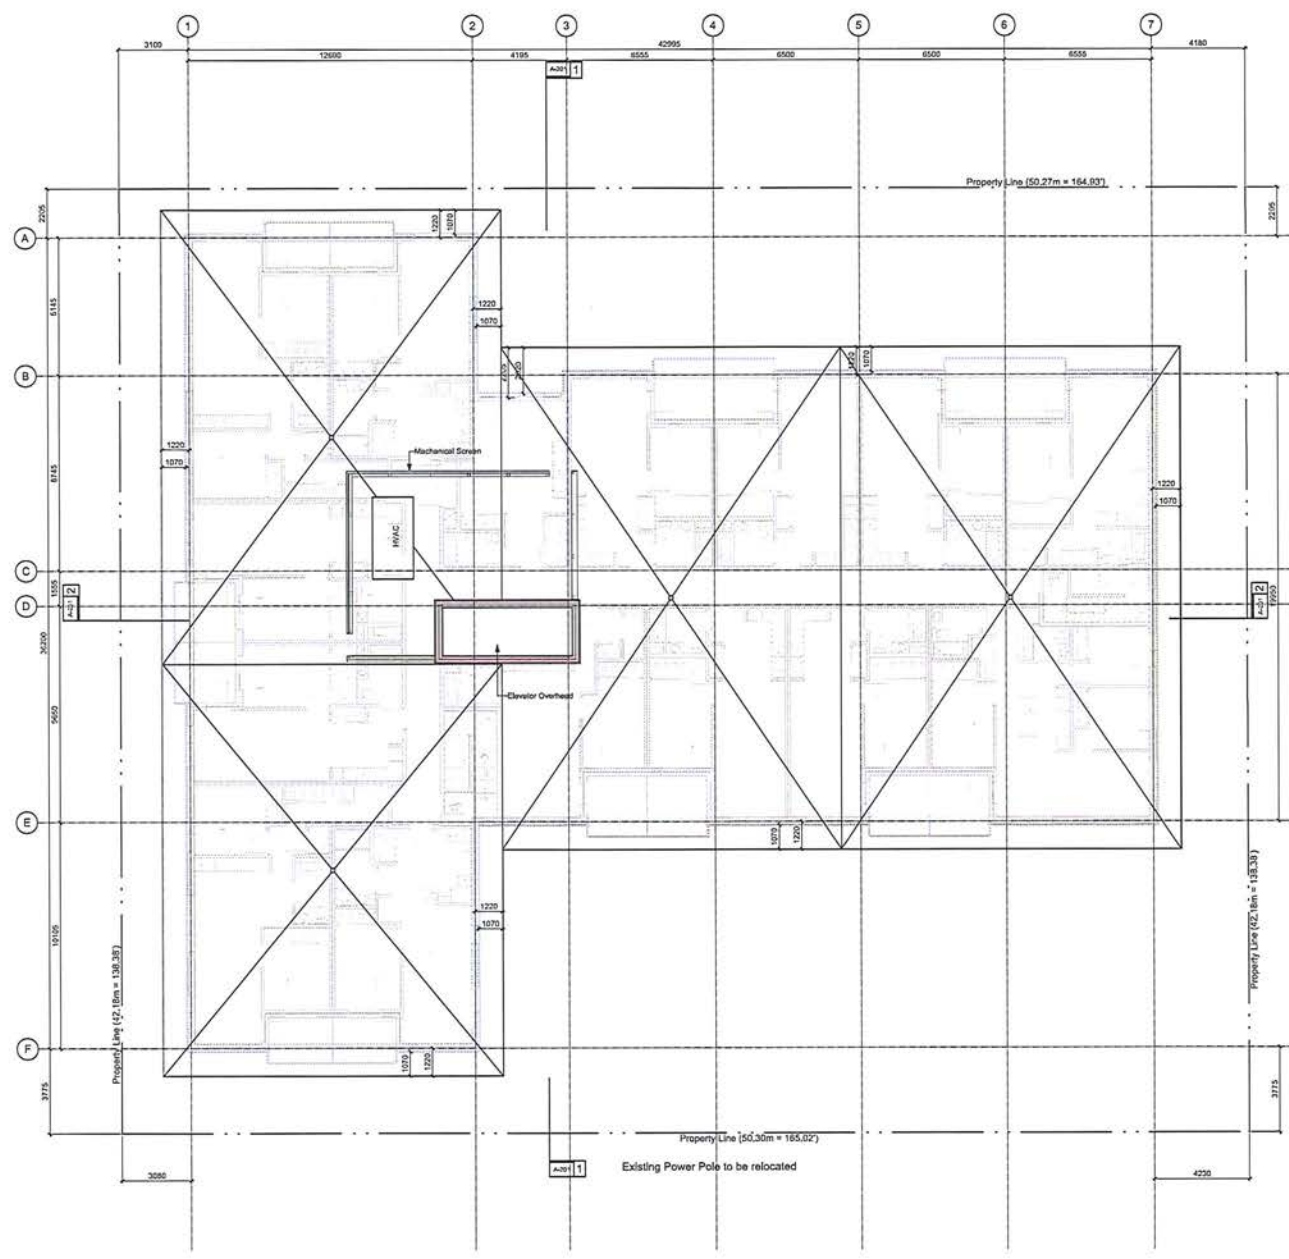 1 2 3 4 5 6 7
3100 42995 4180
12600 4195 6555 6500 6500 6555
A-201 1
Property Line (50,27m = 164,93')
2205 1220 1070 2205
A
6145
1220
1070
B
1220 1070
1220
1070
Mechanical Screen
6745
1220
1070
HVAC
C
1555
D
A-201 2
36200
A-201 2
Elevator Overhead
5650
E
1070 1220
1220
1070
10105
Property Line (42,18m = 138,38')
Property Line (42,18m = 138,38')
F
1070 1220
3775 3775
Property Line (50,30m = 165,02')
A-201 1
Existing Power Pole to be relocated
3080 4230